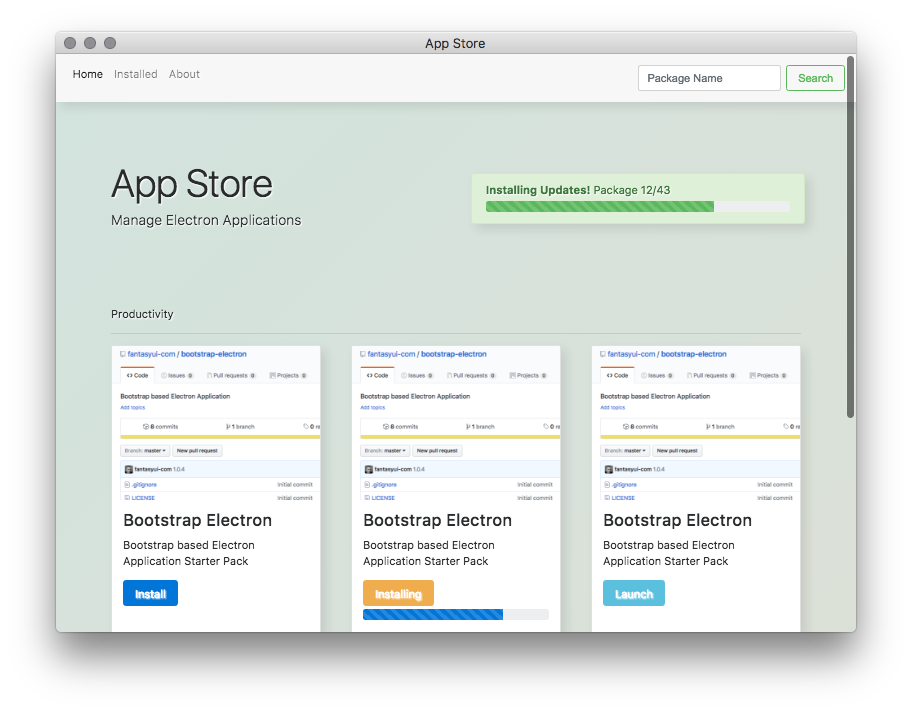 App Store
Home Installed About Package Name Search
App Store
Manage Electron Applications
Installing Updates! Package 12/43
Productivity
fantasyui-com / bootstrap-electron
Code Issues 0 Pull requests 0 Projects 0
Bootstrap based Electron Application
Add topics
8 commits 1 branch 0 re
Branch: master New pull request
fantasyui-com 1.0.4
.gitignore Initial commit
LICENSE Initial commit
Bootstrap Electron
Bootstrap based Electron
Application Starter Pack
Install
fantasyui-com / bootstrap-electron
Code Issues 0 Pull requests 0 Projects 0
Bootstrap based Electron Application
Add topics
8 commits 1 branch 0 re
Branch: master New pull request
fantasyui-com 1.0.4
.gitignore Initial commit
LICENSE Initial commit
Bootstrap Electron
Bootstrap based Electron
Application Starter Pack
Installing
fantasyui-com / bootstrap-electron
Code Issues 0 Pull requests 0 Projects 0
Bootstrap based Electron Application
Add topics
8 commits 1 branch 0 re
Branch: master New pull request
fantasyui-com 1.0.4
.gitignore Initial commit
LICENSE Initial commit
Bootstrap Electron
Bootstrap based Electron
Application Starter Pack
Launch